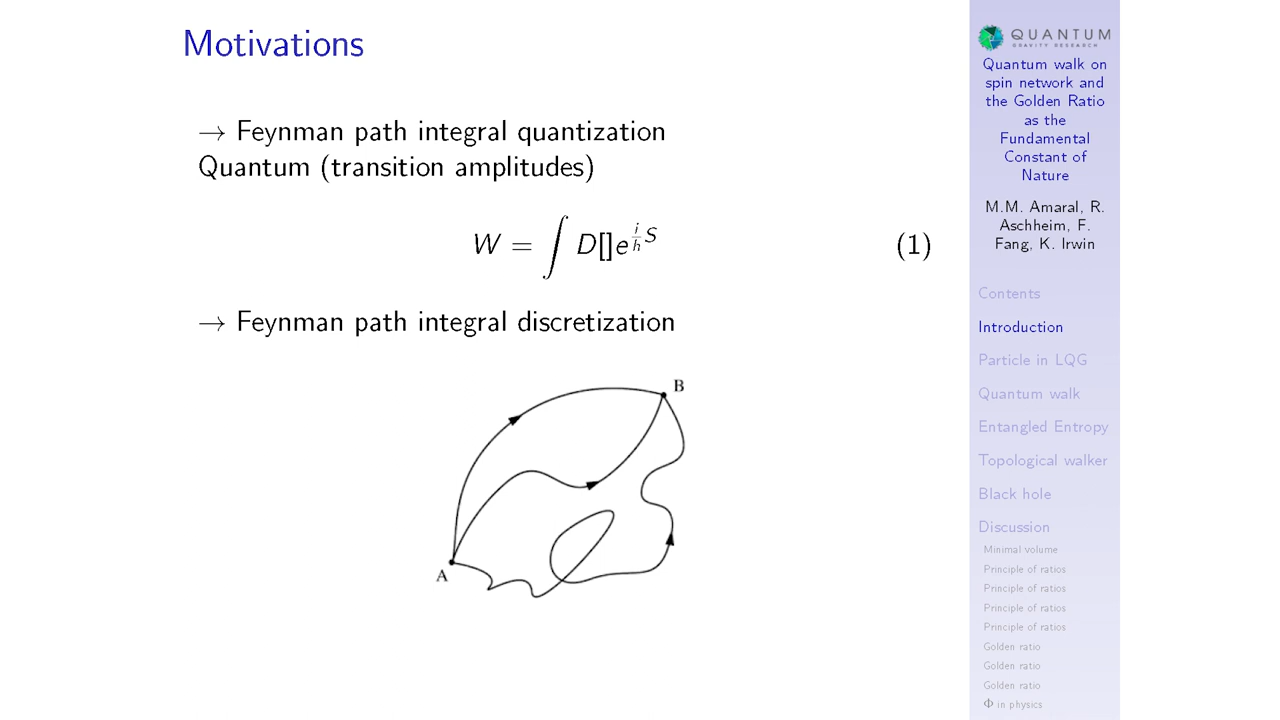 Motivations
→ Feynman path integral quantization
Quantum (transition amplitudes)
W = ∫ D[]e^{\frac{i}{h}S} (1)
→ Feynman path integral discretization
B
A
QUANTUM
GRAVITY RESEARCH
Quantum walk on
spin network and
the Golden Ratio
as the
Fundamental
Constant of
Nature
M.M. Amaral, R.
Aschheim, F.
Fang, K. Irwin
Contents
Introduction
Particle in LQG
Quantum walk
Entangled Entropy
Topological walker
Black hole
Discussion
Minimal volume
Principle of ratios
Principle of ratios
Principle of ratios
Principle of ratios
Golden ratio
Golden ratio
Golden ratio
Φ in physics